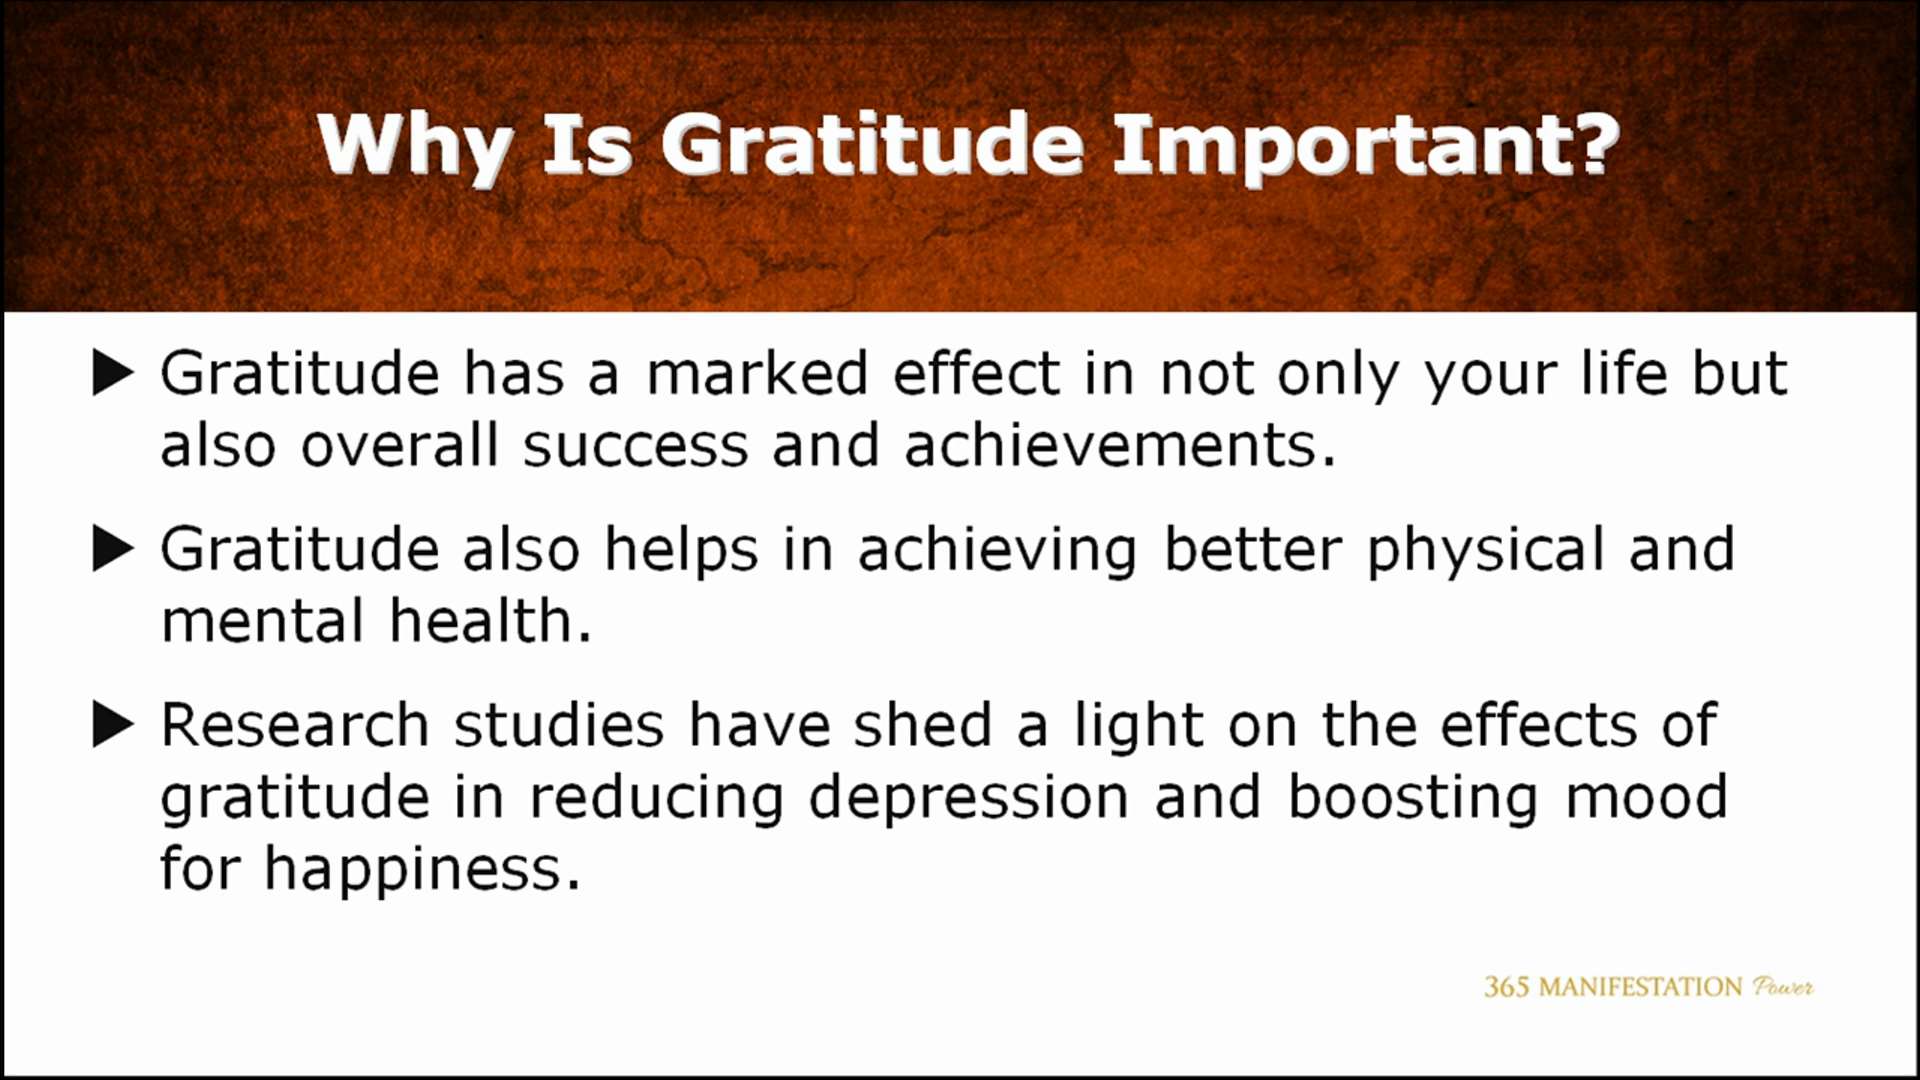 Why Is Gratitude Important?
▶ Gratitude has a marked effect in not only your life but
also overall success and achievements.
▶ Gratitude also helps in achieving better physical and
mental health.
▶ Research studies have shed a light on the effects of
gratitude in reducing depression and boosting mood
for happiness.
365 MANIFESTATION Power